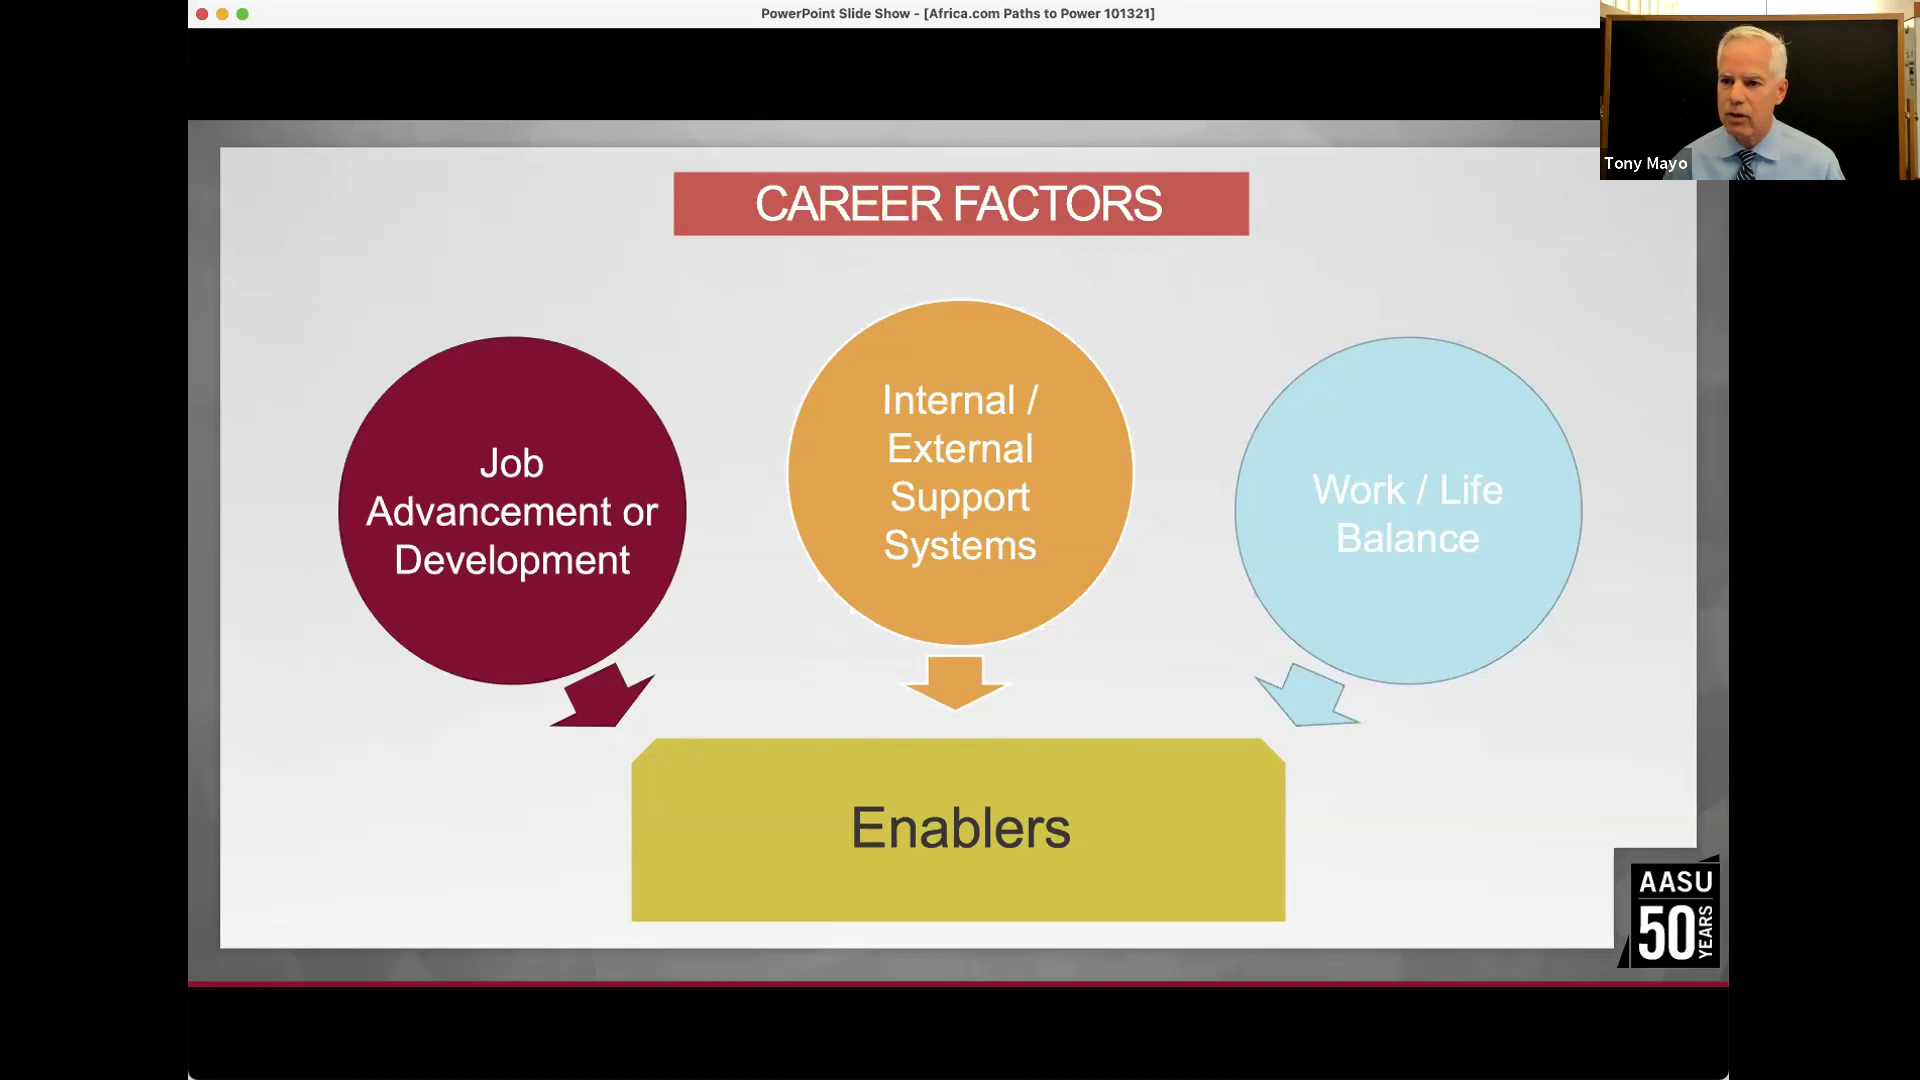 PowerPoint Slide Show - [Africa.com Paths to Power 101321]
Tony Mayo
CAREER FACTORS
Job
Advancement or
Development
Internal /
External
Support
Systems
Work / Life
Balance
Enablers
AASU
50
YEARS